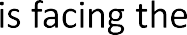 is facing the